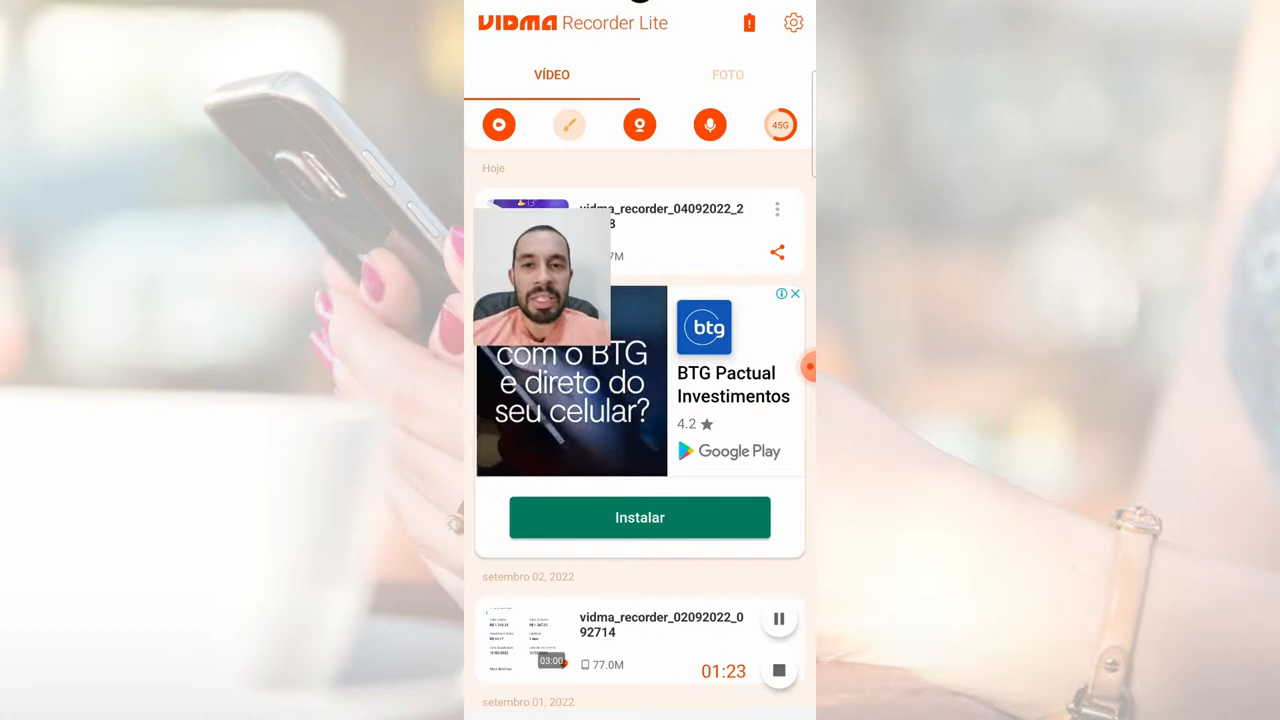 VIDMA Recorder Lite
VÍDEO
FOTO
45G
Hoje
vidma_recorder_04092022_2
8
7M
com o BTG
e direto do
seu celular?
btg
BTG Pactual
Investimentos
4.2
Google Play
Instalar
setembro 02, 2022
vidma_recorder_02092022_0
92714
03:00
77.0M
01:23
setembro 01, 2022